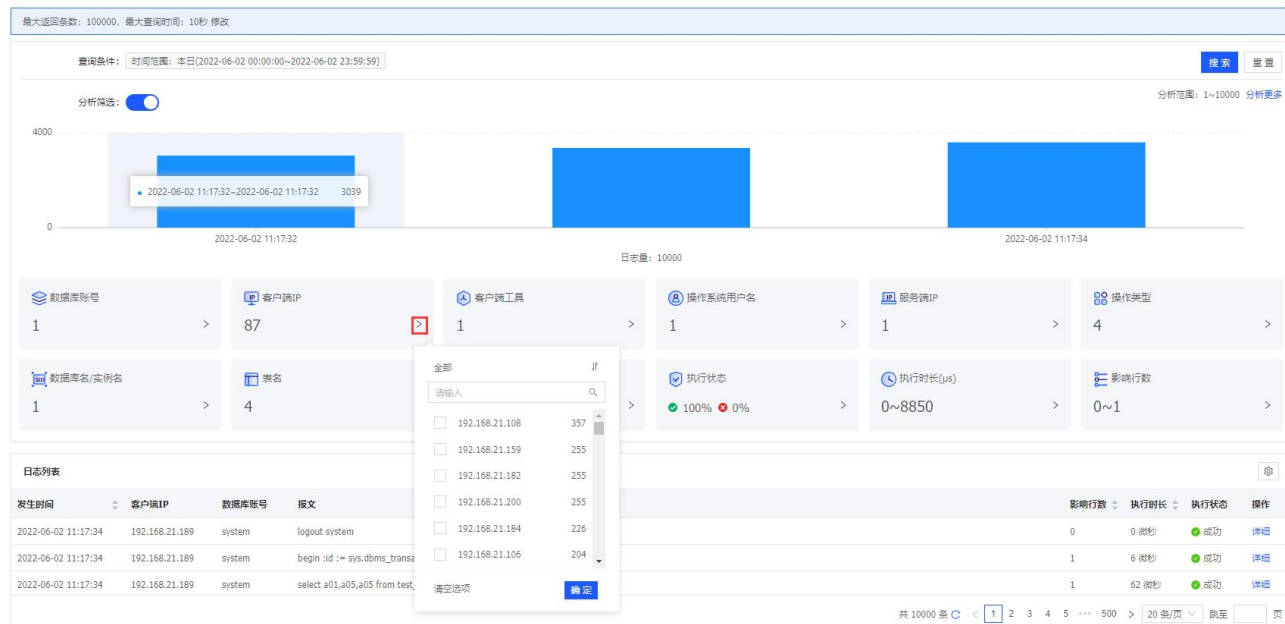 最大返回条数：100000，最大查询时间：10秒 修改
查询条件： 时间范围：本日(2022-06-02 00:00:00~2022-06-02 23:59:59) 搜索 重置
分析筛选： 分析范围：1~10000 分析更多
4000
2022-06-02 11:17:32~2022-06-02 11:17:32 3039
0
2022-06-02 11:17:32 2022-06-02 11:17:34
日志量：10000
数据库账号 客户端IP 客户端工具 操作系统用户名 服务端IP 操作类型
1 > 87 > 1 > 1 > 1 > 4 >
数据库名/实例名 表名 执行状态 执行时长(μs) 影响行数
1 > 4 > 100% 0% > 0~8850 > 0~1 >
全部
请输入
192.168.21.108 357
192.168.21.159 255
192.168.21.182 255
192.168.21.200 255
192.168.21.184 226
192.168.21.106 204
清空选项 确定
日志列表
发生时间 客户端IP 数据库账号 报文 影响行数 执行时长 执行状态 操作
2022-06-02 11:17:34 192.168.21.189 system logout system 0 0 微秒 成功 详细
2022-06-02 11:17:34 192.168.21.189 system begin :id := sys.dbms_transa 1 6 微秒 成功 详细
2022-06-02 11:17:34 192.168.21.189 system select a01,a05,a05 from test_ 1 62 微秒 成功 详细
共 10000 条 < 1 2 3 4 5 ··· 500 > 20 条/页 跳至 页